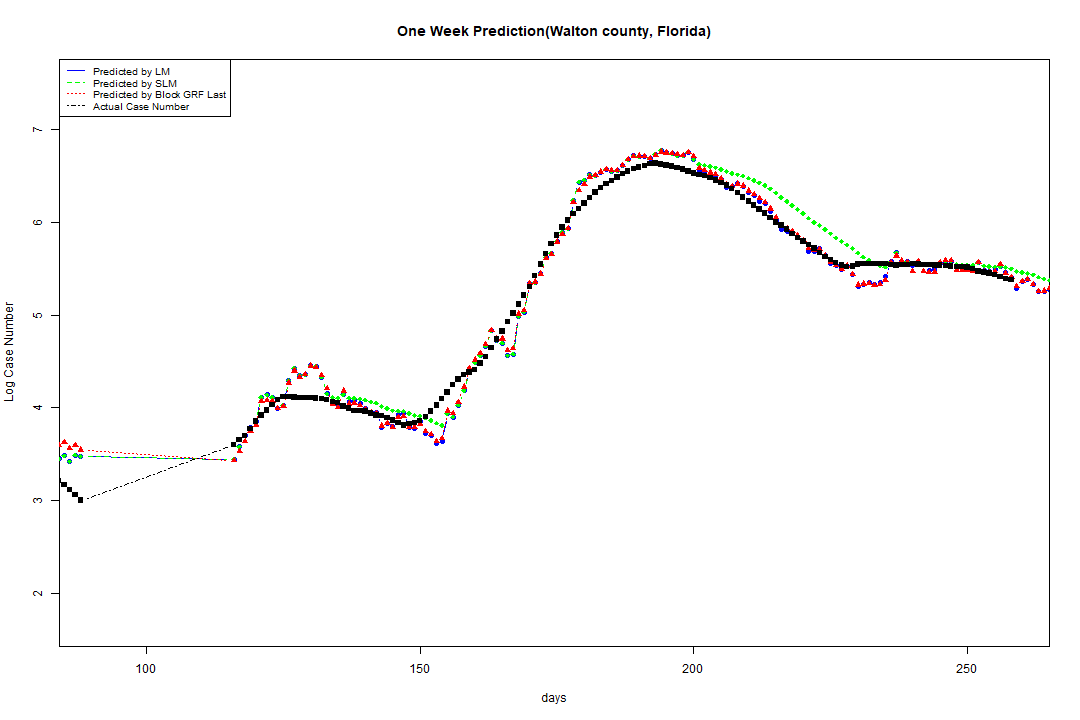 One Week Prediction(Walton county, Florida)
Predicted by LM
Predicted by SLM
Predicted by Block GRF Last
Actual Case Number
7
6
5
4
3
2
Log Case Number
100 150 200 250
days